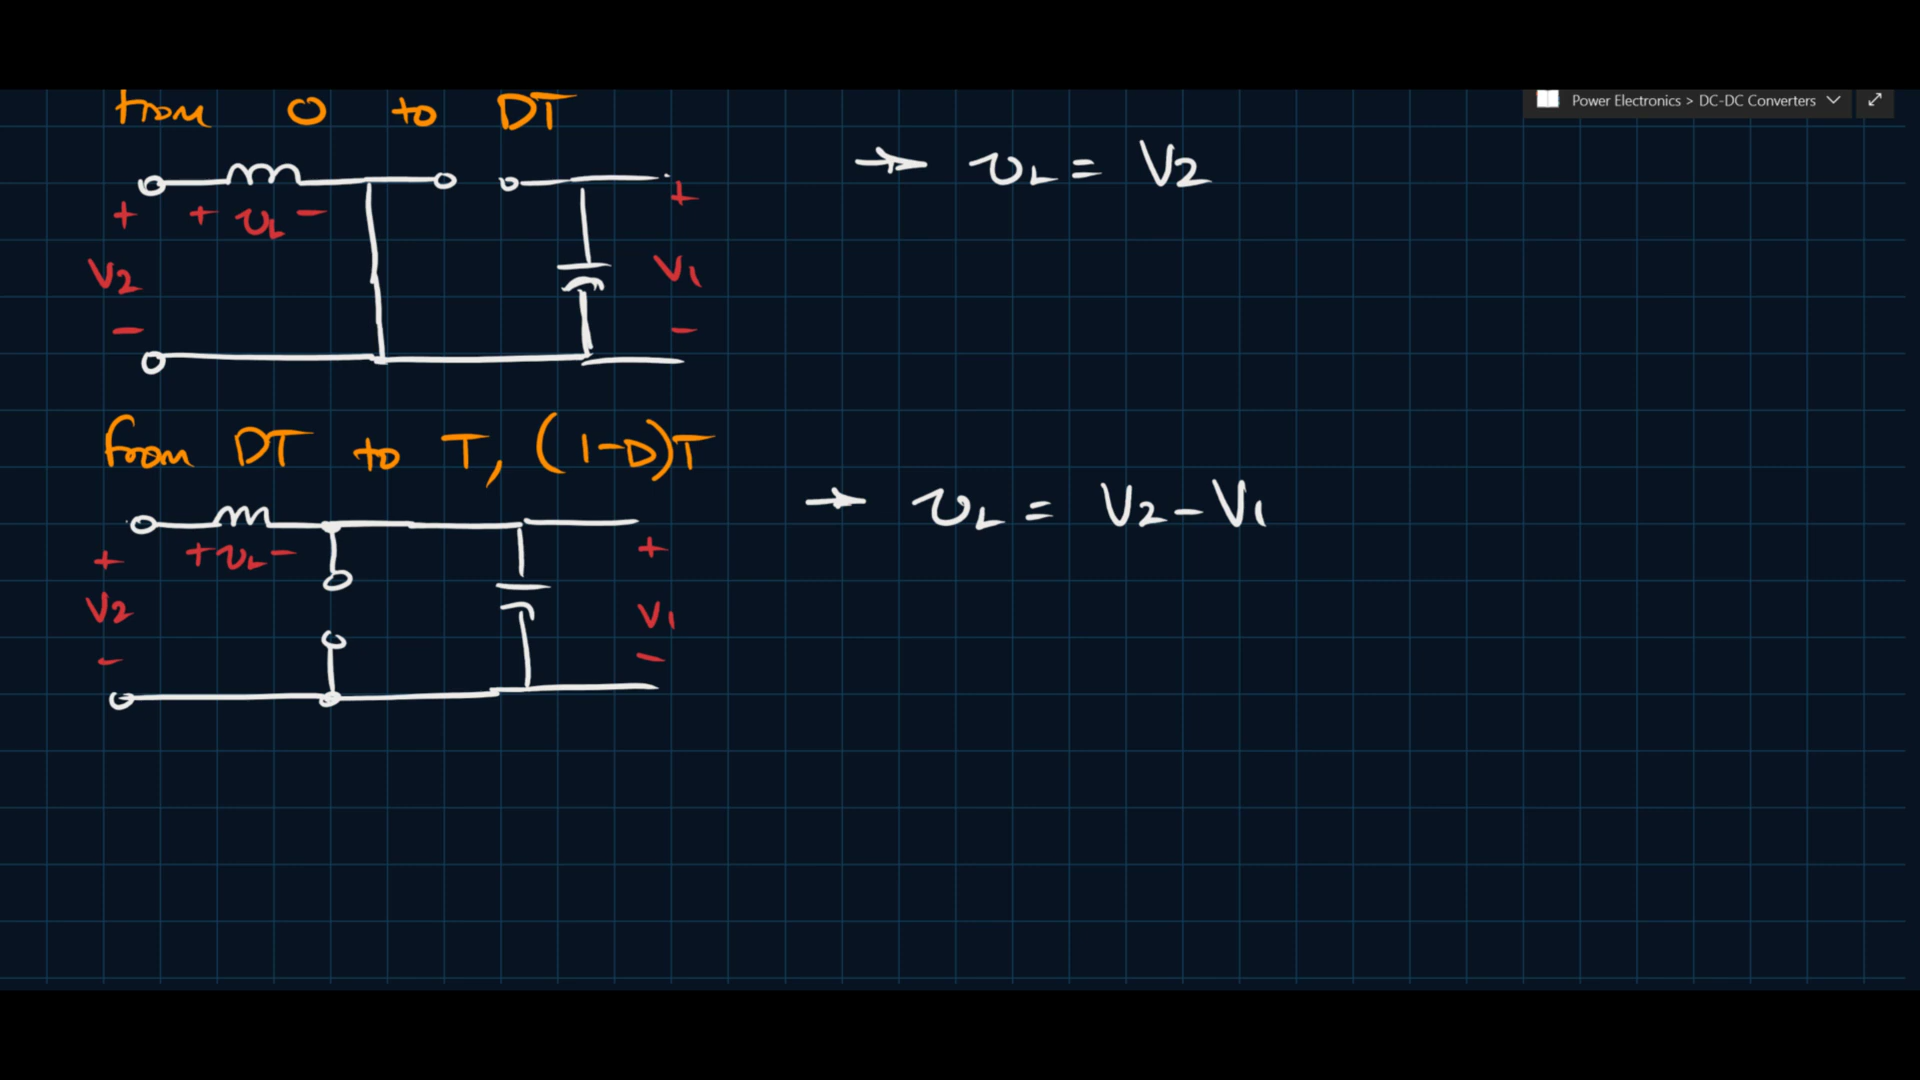 from 0 to DT
Power Electronics > DC-DC Converters
→ vL = V2
+ vL -
+
V2
-
+
V1
-
from DT to T, (1-D)T
→ vL = V2 - V1
+ vL -
+
V2
-
+
V1
-